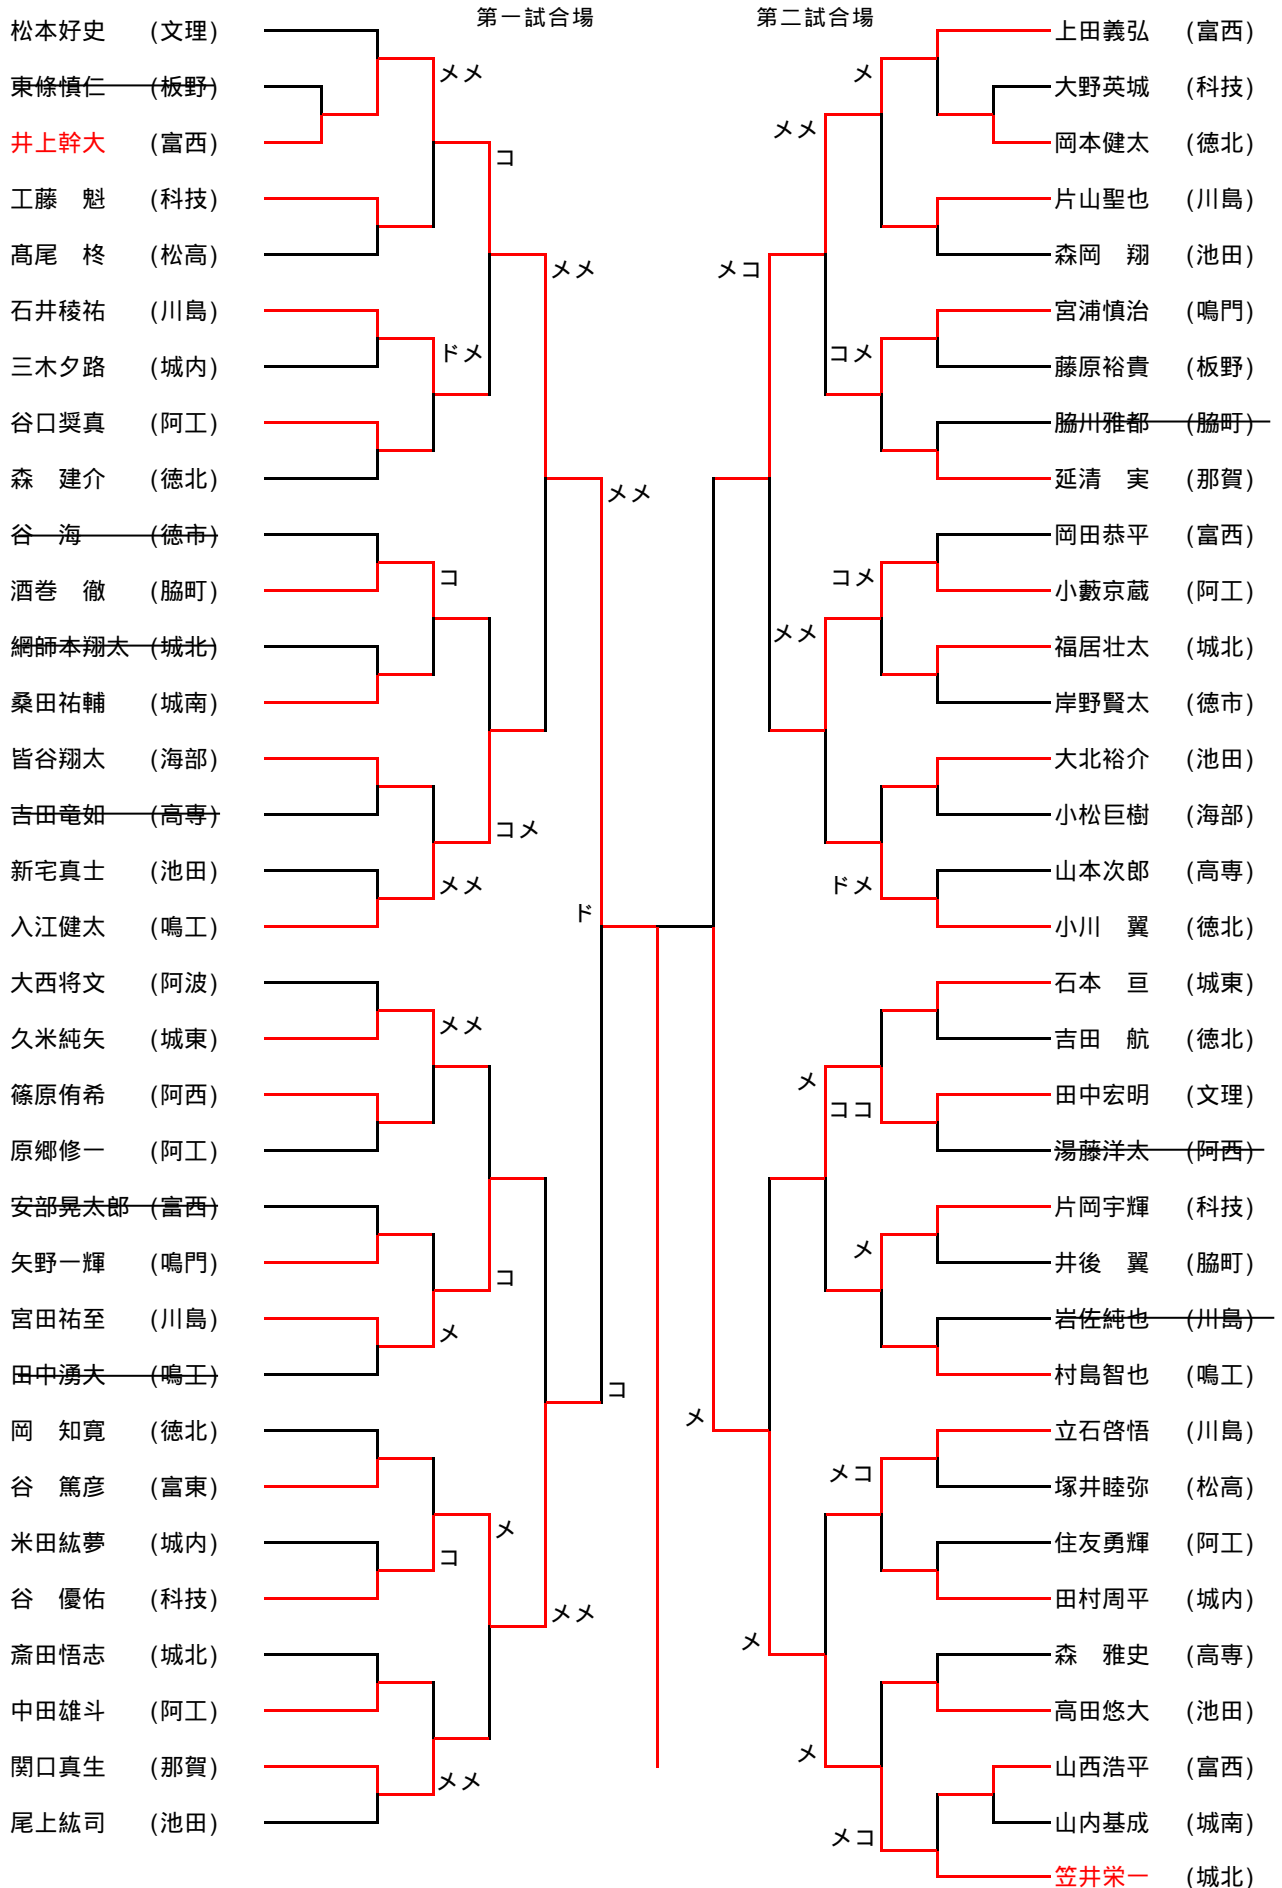 第一試合場
第二試合場
松本好史 (文理)
東條慎仁 (板野)
メメ
井上幹大 (富西)
コ
工藤 魁 (科技)
髙尾 柊 (松高)
メメ
石井稜祐 (川島)
三木夕路 (城内)
ドメ
谷口奨真 (阿工)
森 建介 (徳北)
メメ
谷 海 (徳市)
酒巻 徹 (脇町)
コ
網師本翔太 (城北)
桑田祐輔 (城南)
皆谷翔太 (海部)
吉田竜如 (高専)
コメ
新宅真士 (池田)
メメ
入江健太 (鳴工)
ド
大西将文 (阿波)
久米純矢 (城東)
メメ
篠原侑希 (阿西)
原郷修一 (阿工)
安部晃太郎 (富西)
矢野一輝 (鳴門)
コ
宮田祐至 (川島)
メ
田中湧大 (鳴工)
コ
岡 知寛 (徳北)
谷 篤彦 (富東)
メ
米田紘夢 (城内)
コ
谷 優佑 (科技)
メメ
斎田悟志 (城北)
中田雄斗 (阿工)
関口真生 (那賀)
メメ
尾上紘司 (池田)
上田義弘 (富西)
メ
大野英城 (科技)
メメ
岡本健太 (徳北)
片山聖也 (川島)
森岡 翔 (池田)
メコ
宮浦慎治 (鳴門)
コメ
藤原裕貴 (板野)
脇川雅都 (脇町)
延清 実 (那賀)
岡田恭平 (富西)
コメ
小藪京蔵 (阿工)
メメ
福居壮太 (城北)
岸野賢太 (徳市)
大北裕介 (池田)
小松巨樹 (海部)
山本次郎 (高専)
ドメ
小川 翼 (徳北)
石本 亘 (城東)
吉田 航 (徳北)
メ
田中宏明 (文理)
ココ
湯藤洋太 (阿西)
片岡宇輝 (科技)
メ
井後 翼 (脇町)
岩佐純也 (川島)
村島智也 (鳴工)
メ
立石啓悟 (川島)
メコ
塚井睦弥 (松高)
住友勇輝 (阿工)
田村周平 (城内)
メ
森 雅史 (高専)
高田悠大 (池田)
メ
山西浩平 (富西)
山内基成 (城南)
メコ
笠井栄一 (城北)